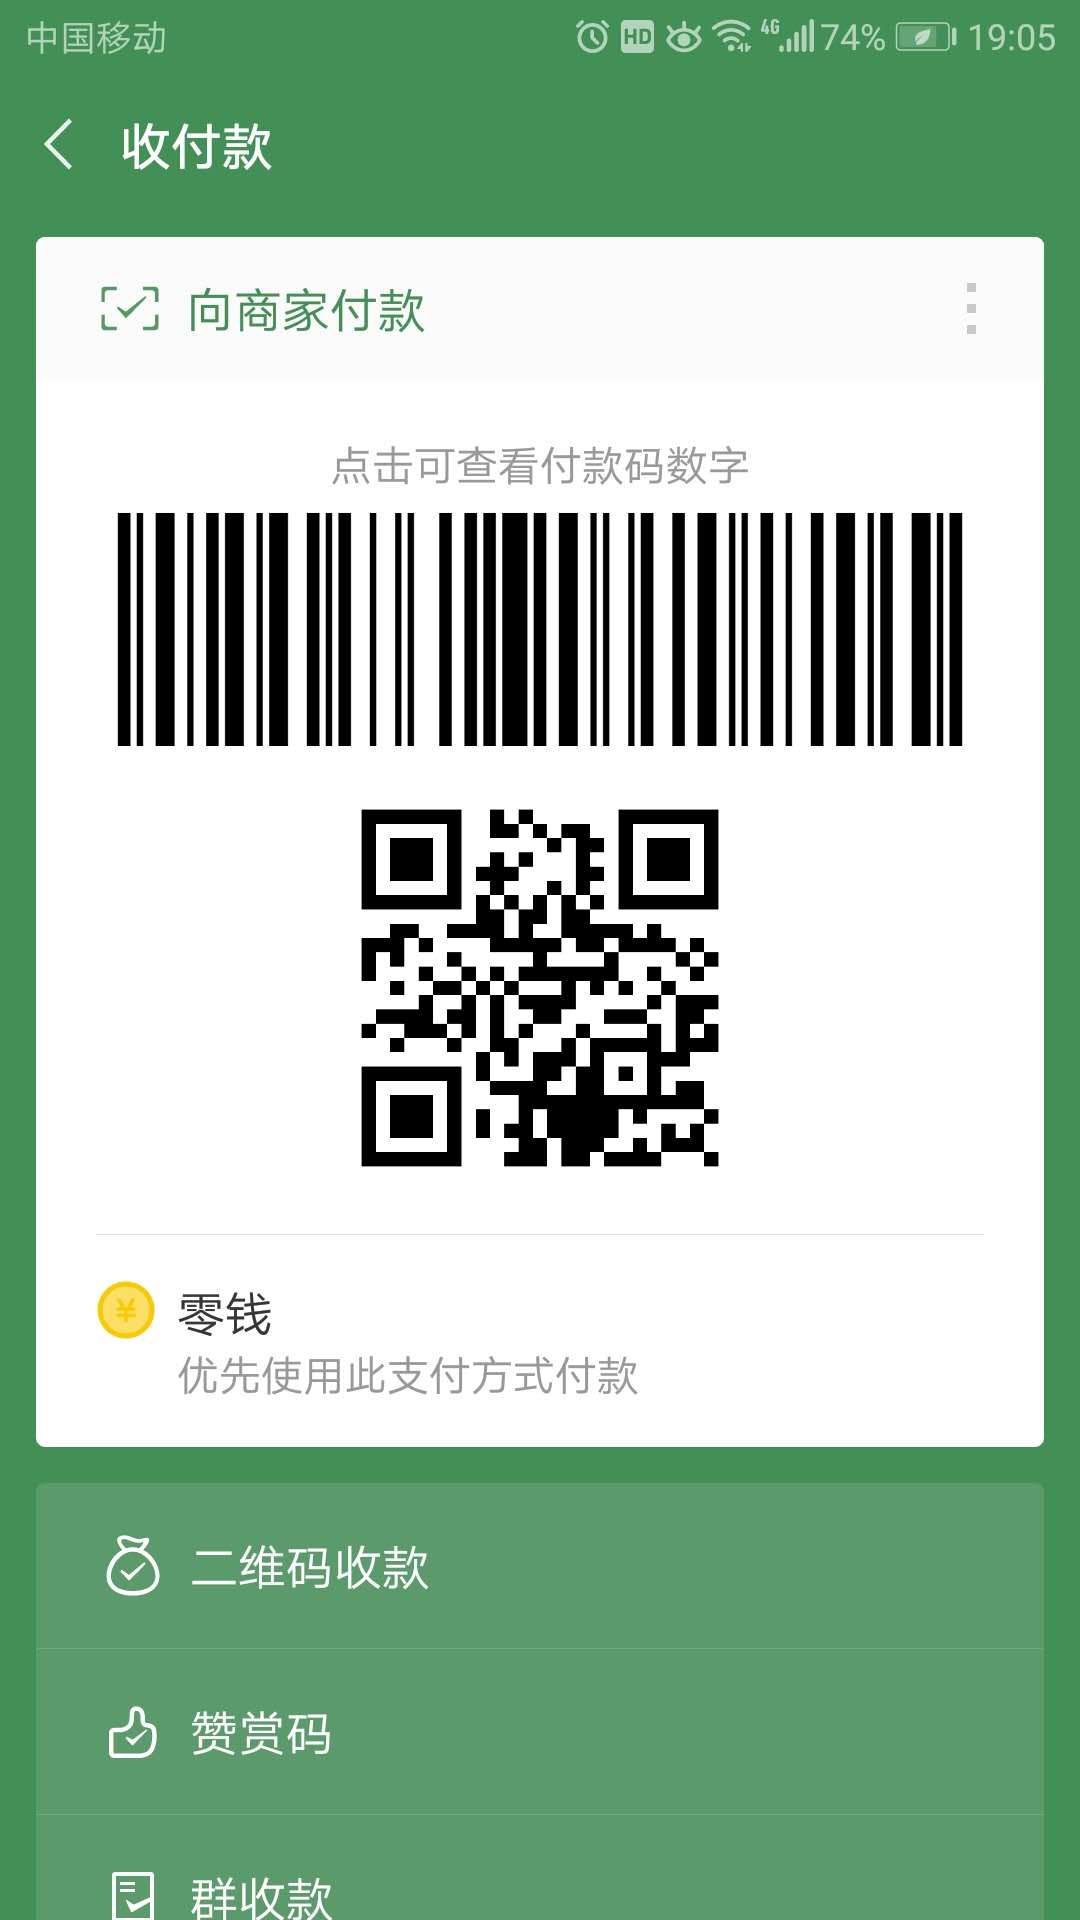 中国移动 HD 4G 74% 19:05
收付款
向商家付款
点击可查看付款码数字
零钱
优先使用此支付方式付款
二维码收款
赞赏码
群收款